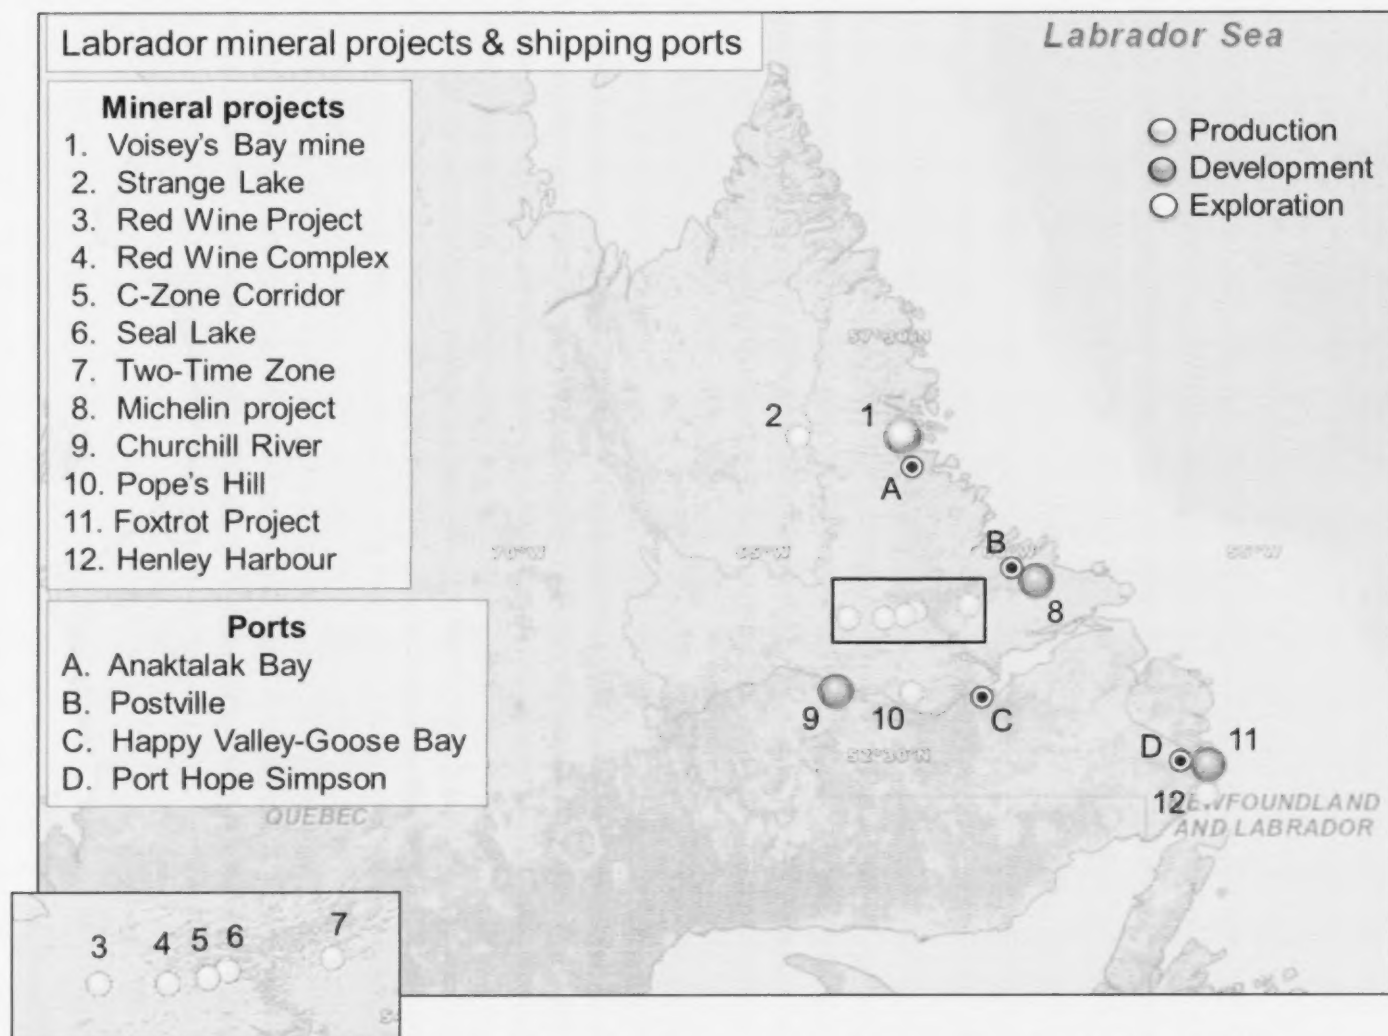 Labrador mineral projects & shipping ports
Labrador Sea
Mineral projects
1. Voisey's Bay mine
2. Strange Lake
3. Red Wine Project
4. Red Wine Complex
5. C-Zone Corridor
6. Seal Lake
7. Two-Time Zone
8. Michelin project
9. Churchill River
10. Pope's Hill
11. Foxtrot Project
12. Henley Harbour
Production
Development
Exploration
2
1
A
B
8
9
10
C
D
11
12
Ports
A. Anaktalak Bay
B. Postville
C. Happy Valley-Goose Bay
D. Port Hope Simpson
52°30'N
55°W
QUEBEC
NEWFOUNDLAND
AND LABRADOR
3
4
5
6
7